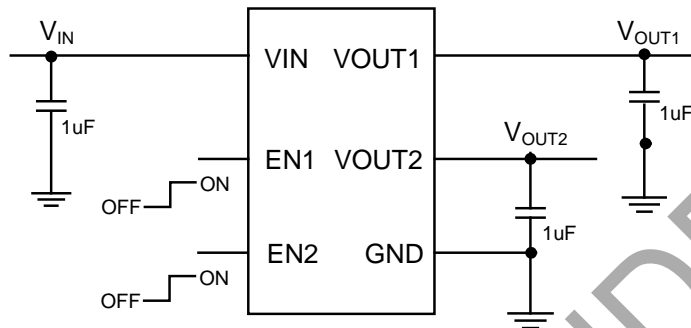 VIN VOUT1
VIN VOUT1
1uF 1uF
EN1 VOUT2 VOUT2
OFF ON
1uF
EN2 GND
OFF ON